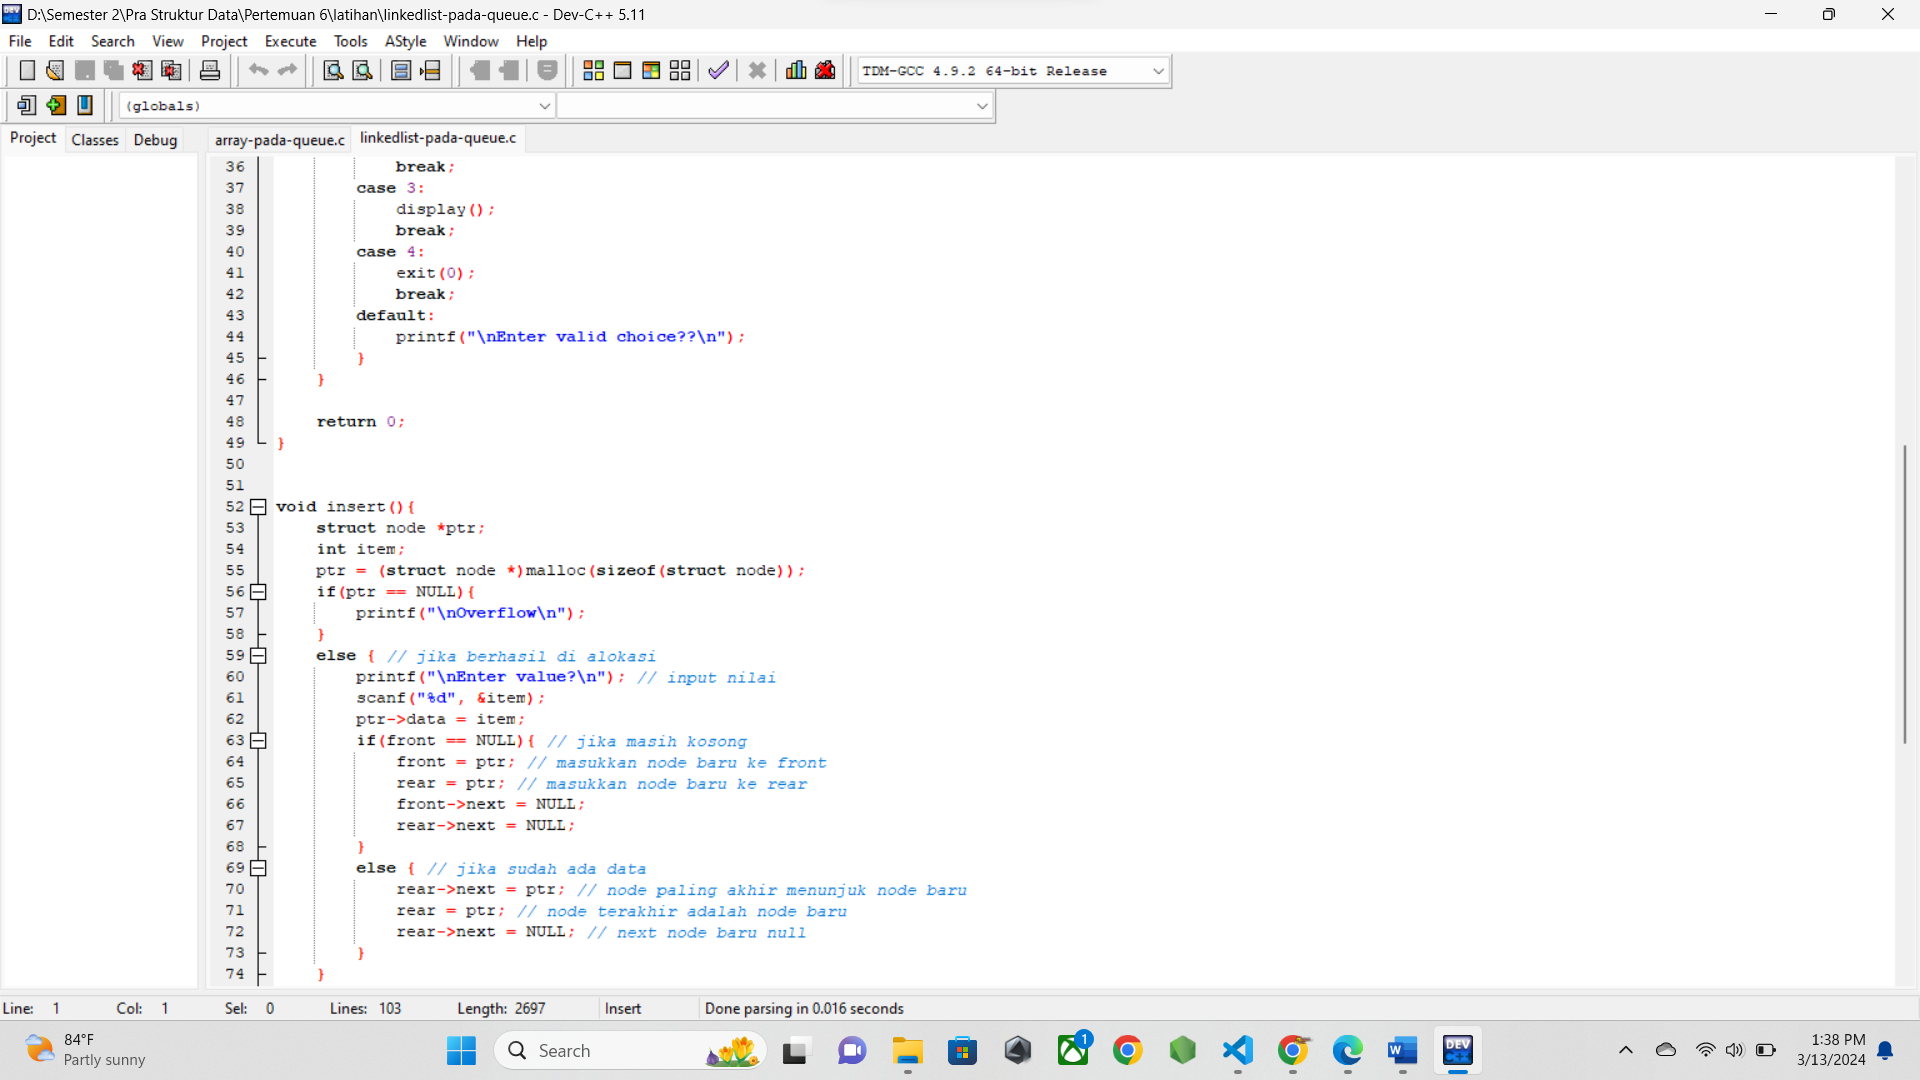 D:\Semester 2\Pra Struktur Data\Pertemuan 6\latihan\linkedlist-pada-queue.c - Dev-C++ 5.11
File Edit Search View Project Execute Tools AStyle Window Help
TDM-GCC 4.9.2 64-bit Release
(globals)
Project Classes Debug array-pada-queue.c linkedlist-pada-queue.c
36 break;
37 case 3:
38 display();
39 break;
40 case 4:
41 exit(0);
42 break;
43 default:
44 printf("\nEnter valid choice??\n");
45 }
46 }
47
48 return 0;
49 }
50
51
52 void insert(){
53 struct node *ptr;
54 int item;
55 ptr = (struct node *)malloc(sizeof(struct node));
56 if(ptr == NULL){
57 printf("\nOverflow\n");
58 }
59 else { // jika berhasil di alokasi
60 printf("\nEnter value?\n"); // input nilai
61 scanf("%d", &item);
62 ptr->data = item;
63 if(front == NULL){ // jika masih kosong
64 front = ptr; // masukkan node baru ke front
65 rear = ptr; // masukkan node baru ke rear
66 front->next = NULL;
67 rear->next = NULL;
68 }
69 else { // jika sudah ada data
70 rear->next = ptr; // node paling akhir menunjuk node baru
71 rear = ptr; // node terakhir adalah node baru
72 rear->next = NULL; // next node baru null
73 }
74 }
Line: 1 Col: 1 Sel: 0 Lines: 103 Length: 2697 Insert Done parsing in 0.016 seconds
84°F
Partly sunny
Search
1
W
DEV
C++
1:38 PM
3/13/2024